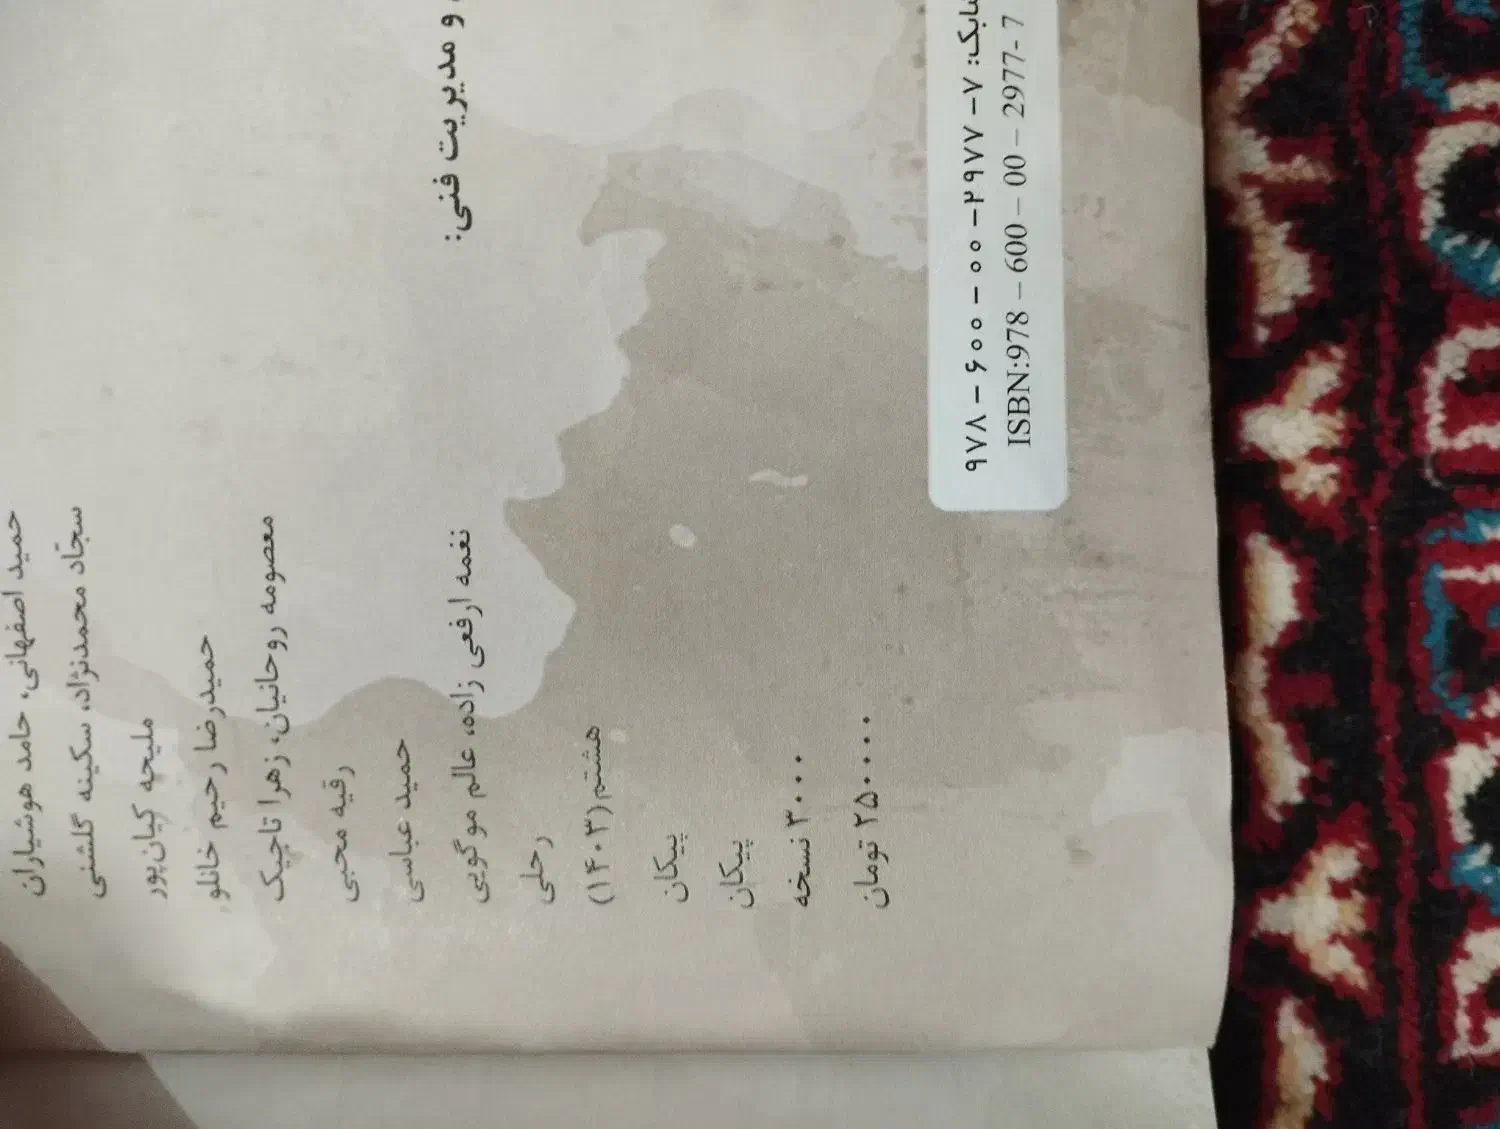 حمید اصفهانی، حامد هوشیاران
سجّاد محمدنژاد، سکینه گلشنی
ملیحه کیان‌پور
حمیدرضا رحیم خانلو
معصومه روحانیان، زهرا تاجیک
رقیه محبی
حمید عباسی
و مدیریت فنی:
نغمه ارفعی زاده، عالم موگویی
رحلی
هشتم (۱۴۰۳)
پیکان
پیکان
۳۰۰۰ نسخه
۲۵۰۰۰۰ تومان
شابک: ۷ – ۲۹۷۷ – ۰۰ – ۶۰۰ – ۹۷۸
ISBN:978 – 600 – 00 – 2977- 7